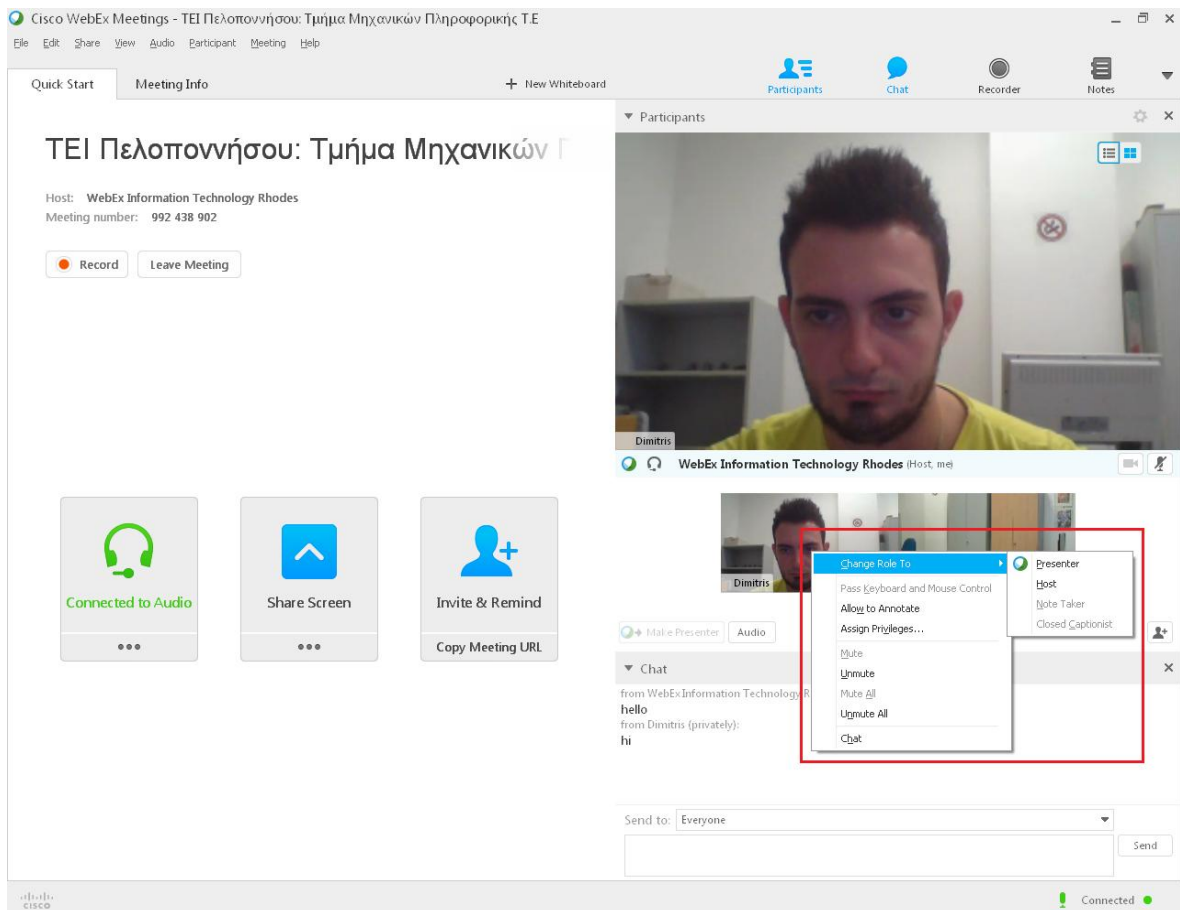 Cisco WebEx Meetings - ΤΕΙ Πελοποννήσου: Τμήμα Μηχανικών Πληροφορικής Τ.Ε
File Edit Share View Audio Participant Meeting Help
Quick Start Meeting Info + New Whiteboard
Participants Chat Recorder Notes
Participants
ΤΕΙ Πελοποννήσου: Τμήμα Μηχανικών
Host: WebEx Information Technology Rhodes
Meeting number: 992 438 902
Record Leave Meeting
Dimitris
WebEx Information Technology Rhodes (Host, me)
Connected to Audio
Share Screen
Invite & Remind
Copy Meeting URL
Dimitris
Change Role To
Pass Keyboard and Mouse Control
Allow to Annotate
Assign Privileges...
Mute
Unmute
Mute All
Unmute All
Chat
Presenter
Host
Note Taker
Closed Captionist
Make Presenter Audio
Chat
from WebEx Information Technology
hello
from Dimitris (privately):
hi
Send to: Everyone
Send
cisco
Connected